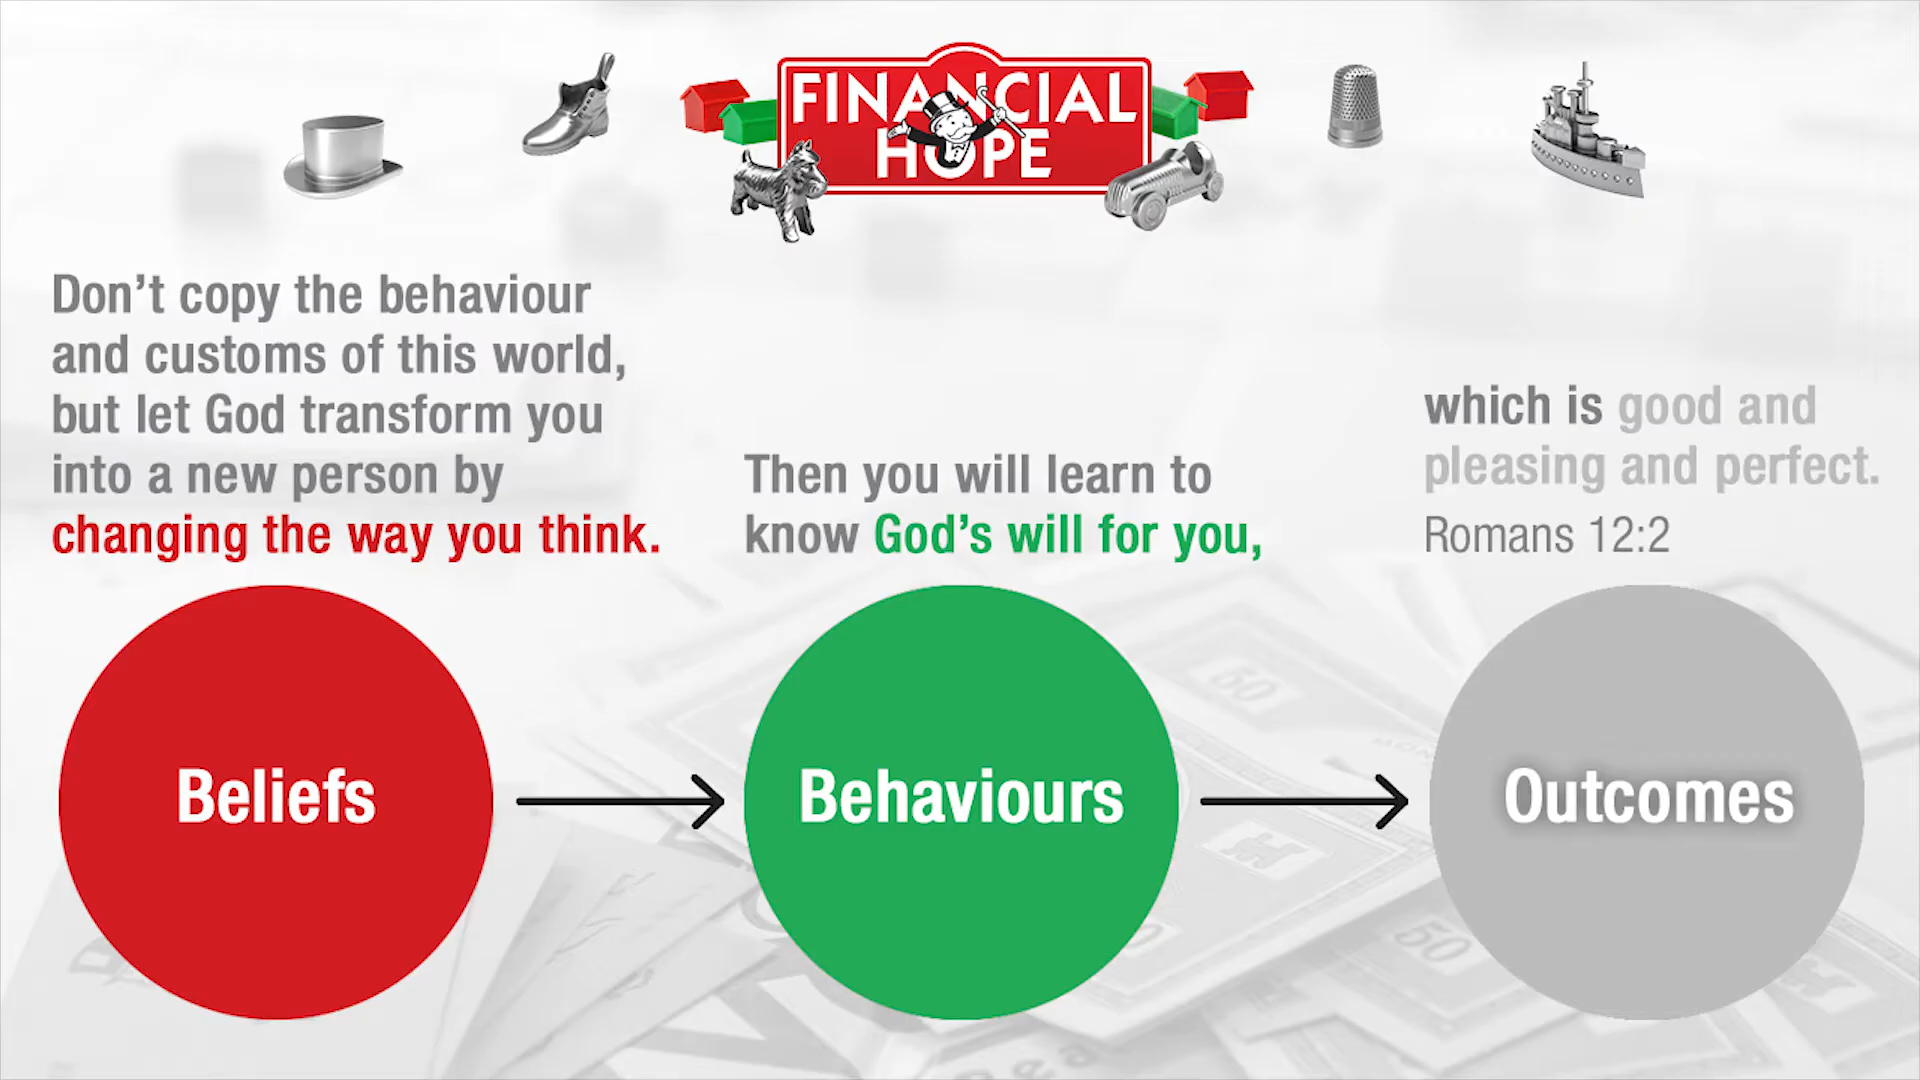 FINANCIAL
HOPE
Don’t copy the behaviour
and customs of this world,
but let God transform you
into a new person by
changing the way you think.
Then you will learn to
know God’s will for you,
which is good and
pleasing and perfect.
Romans 12:2
Beliefs
Behaviours
Outcomes
50
50